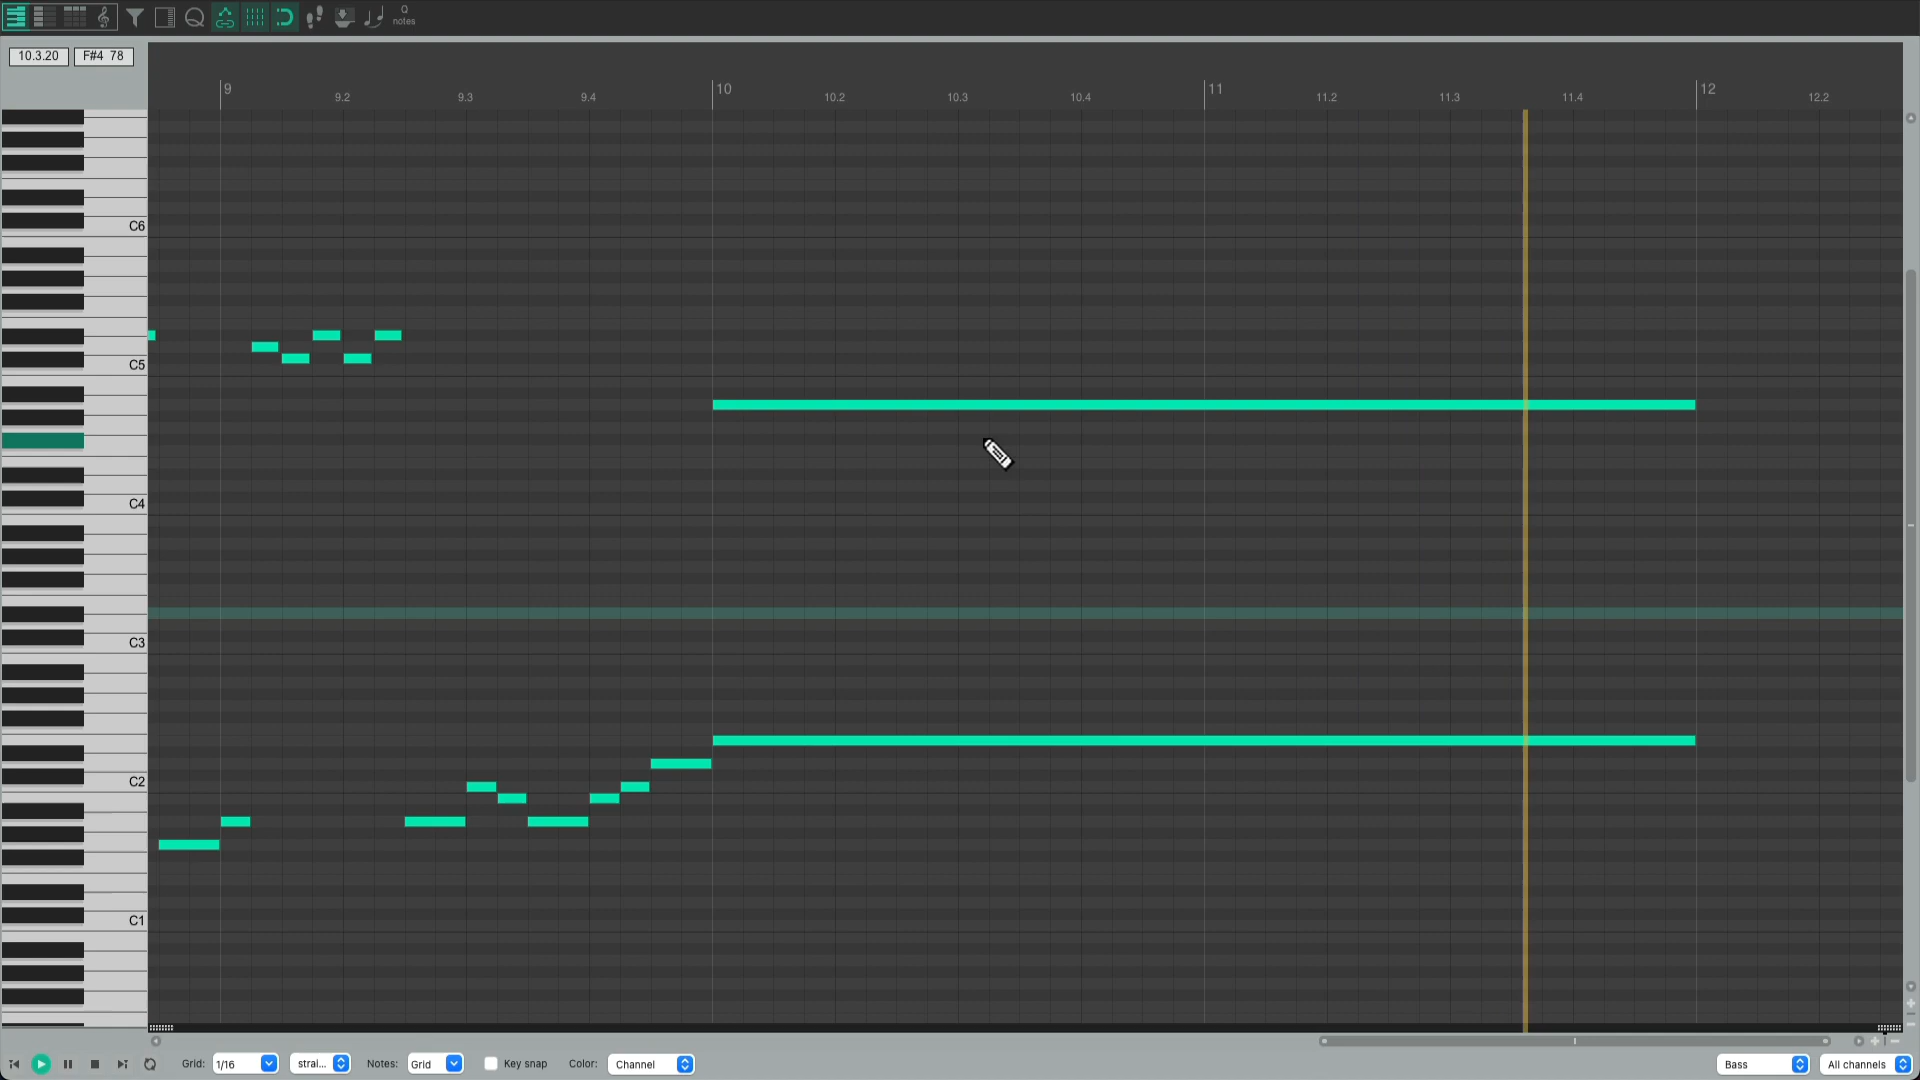 Q
notes
10.3.20 F#4 78
9 9.2 9.3 9.4 10 10.2 10.3 10.4 11 11.2 11.3 11.4 12 12.2
C6
C5
C4
C3
C2
C1
Grid: 1/16 strai... Notes: Grid Key snap Color: Channel Bass All channels